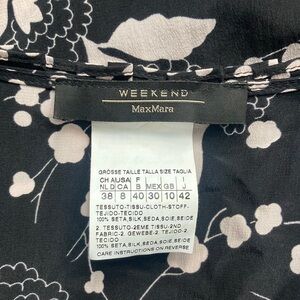 WEEKEND
MaxMara
GRÖSSE TAILLE TALLA SIZE TAGLIA
CH AUSA F I I
NL D CA B MEX GB J
38 8 40 30 10 42
TESSUTO-TISSU-CLOTH-STOFF-
TEJIDO-TECIDO
100% SETA,SILK,SEDA,SOIE,SEIDE
2. TESSUTO-2EME TISSU-2ND
FABRIC-2. GEWEBE-2. TEJIDO-2.
TECIDO
100% SETA,SILK,SEDA,SOIE,SEIDE
CARE INSTRUCTIONS ON REVERSE